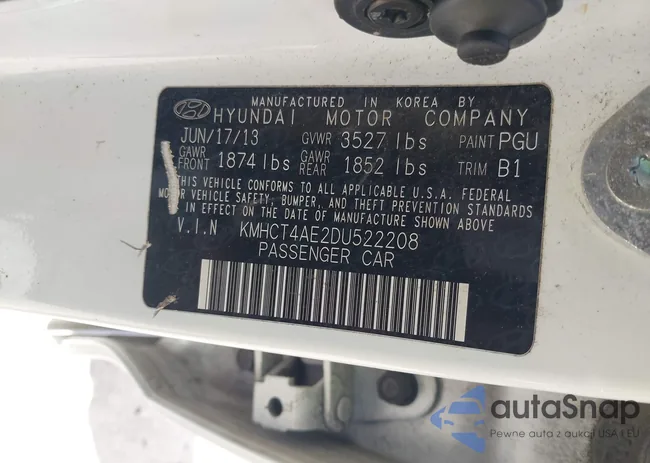 MANUFACTURED IN KOREA BY
HYUNDAI MOTOR COMPANY
JUN/17/13 GVWR 3527 lbs PAINT PGU
GAWR FRONT 1874 lbs GAWR REAR 1852 lbs TRIM B1
THIS VEHICLE CONFORMS TO ALL APPLICABLE U.S.A. FEDERAL
MOTOR VEHICLE SAFETY, BUMPER, AND THEFT PREVENTION STANDARDS
IN EFFECT ON THE DATE OF MANUFACTURE SHOWN ABOVE
V.I.N KMHCT4AE2DU522208
PASSENGER CAR
autaSnap
Pewne auta z aukcji USA i EU